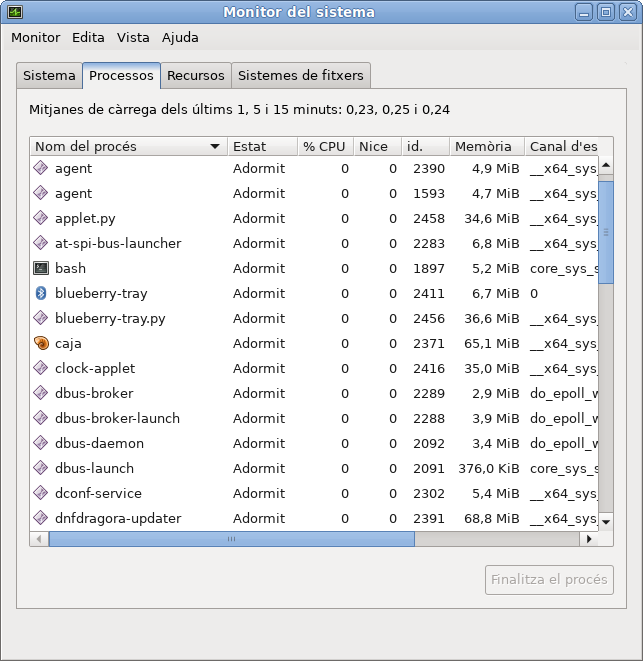 Monitor del sistema
Monitor Edita Vista Ajuda
Sistema Processos Recursos Sistemes de fitxers
Mitjanes de càrrega dels últims 1, 5 i 15 minuts: 0,23, 0,25 i 0,24
Nom del procés Estat % CPU Nice id. Memòria Canal d'es
agent Adormit 0 0 2390 4,9 MiB __x64_sys_
agent Adormit 0 0 1593 4,7 MiB __x64_sys_
applet.py Adormit 0 0 2458 34,6 MiB __x64_sys_
at-spi-bus-launcher Adormit 0 0 2283 6,8 MiB __x64_sys_
bash Adormit 0 0 1897 5,2 MiB core_sys_s
blueberry-tray Adormit 0 0 2411 6,7 MiB 0
blueberry-tray.py Adormit 0 0 2456 36,6 MiB __x64_sys_
caja Adormit 0 0 2371 65,1 MiB __x64_sys_
clock-applet Adormit 0 0 2416 35,0 MiB __x64_sys_
dbus-broker Adormit 0 0 2289 2,9 MiB do_epoll_w
dbus-broker-launch Adormit 0 0 2288 3,9 MiB do_epoll_w
dbus-daemon Adormit 0 0 2092 3,4 MiB do_epoll_w
dbus-launch Adormit 0 0 2091 376,0 KiB core_sys_s
dconf-service Adormit 0 0 2302 5,4 MiB __x64_sys_
dnfdragora-updater Adormit 0 0 2391 68,8 MiB __x64_sys_
Finalitza el procés